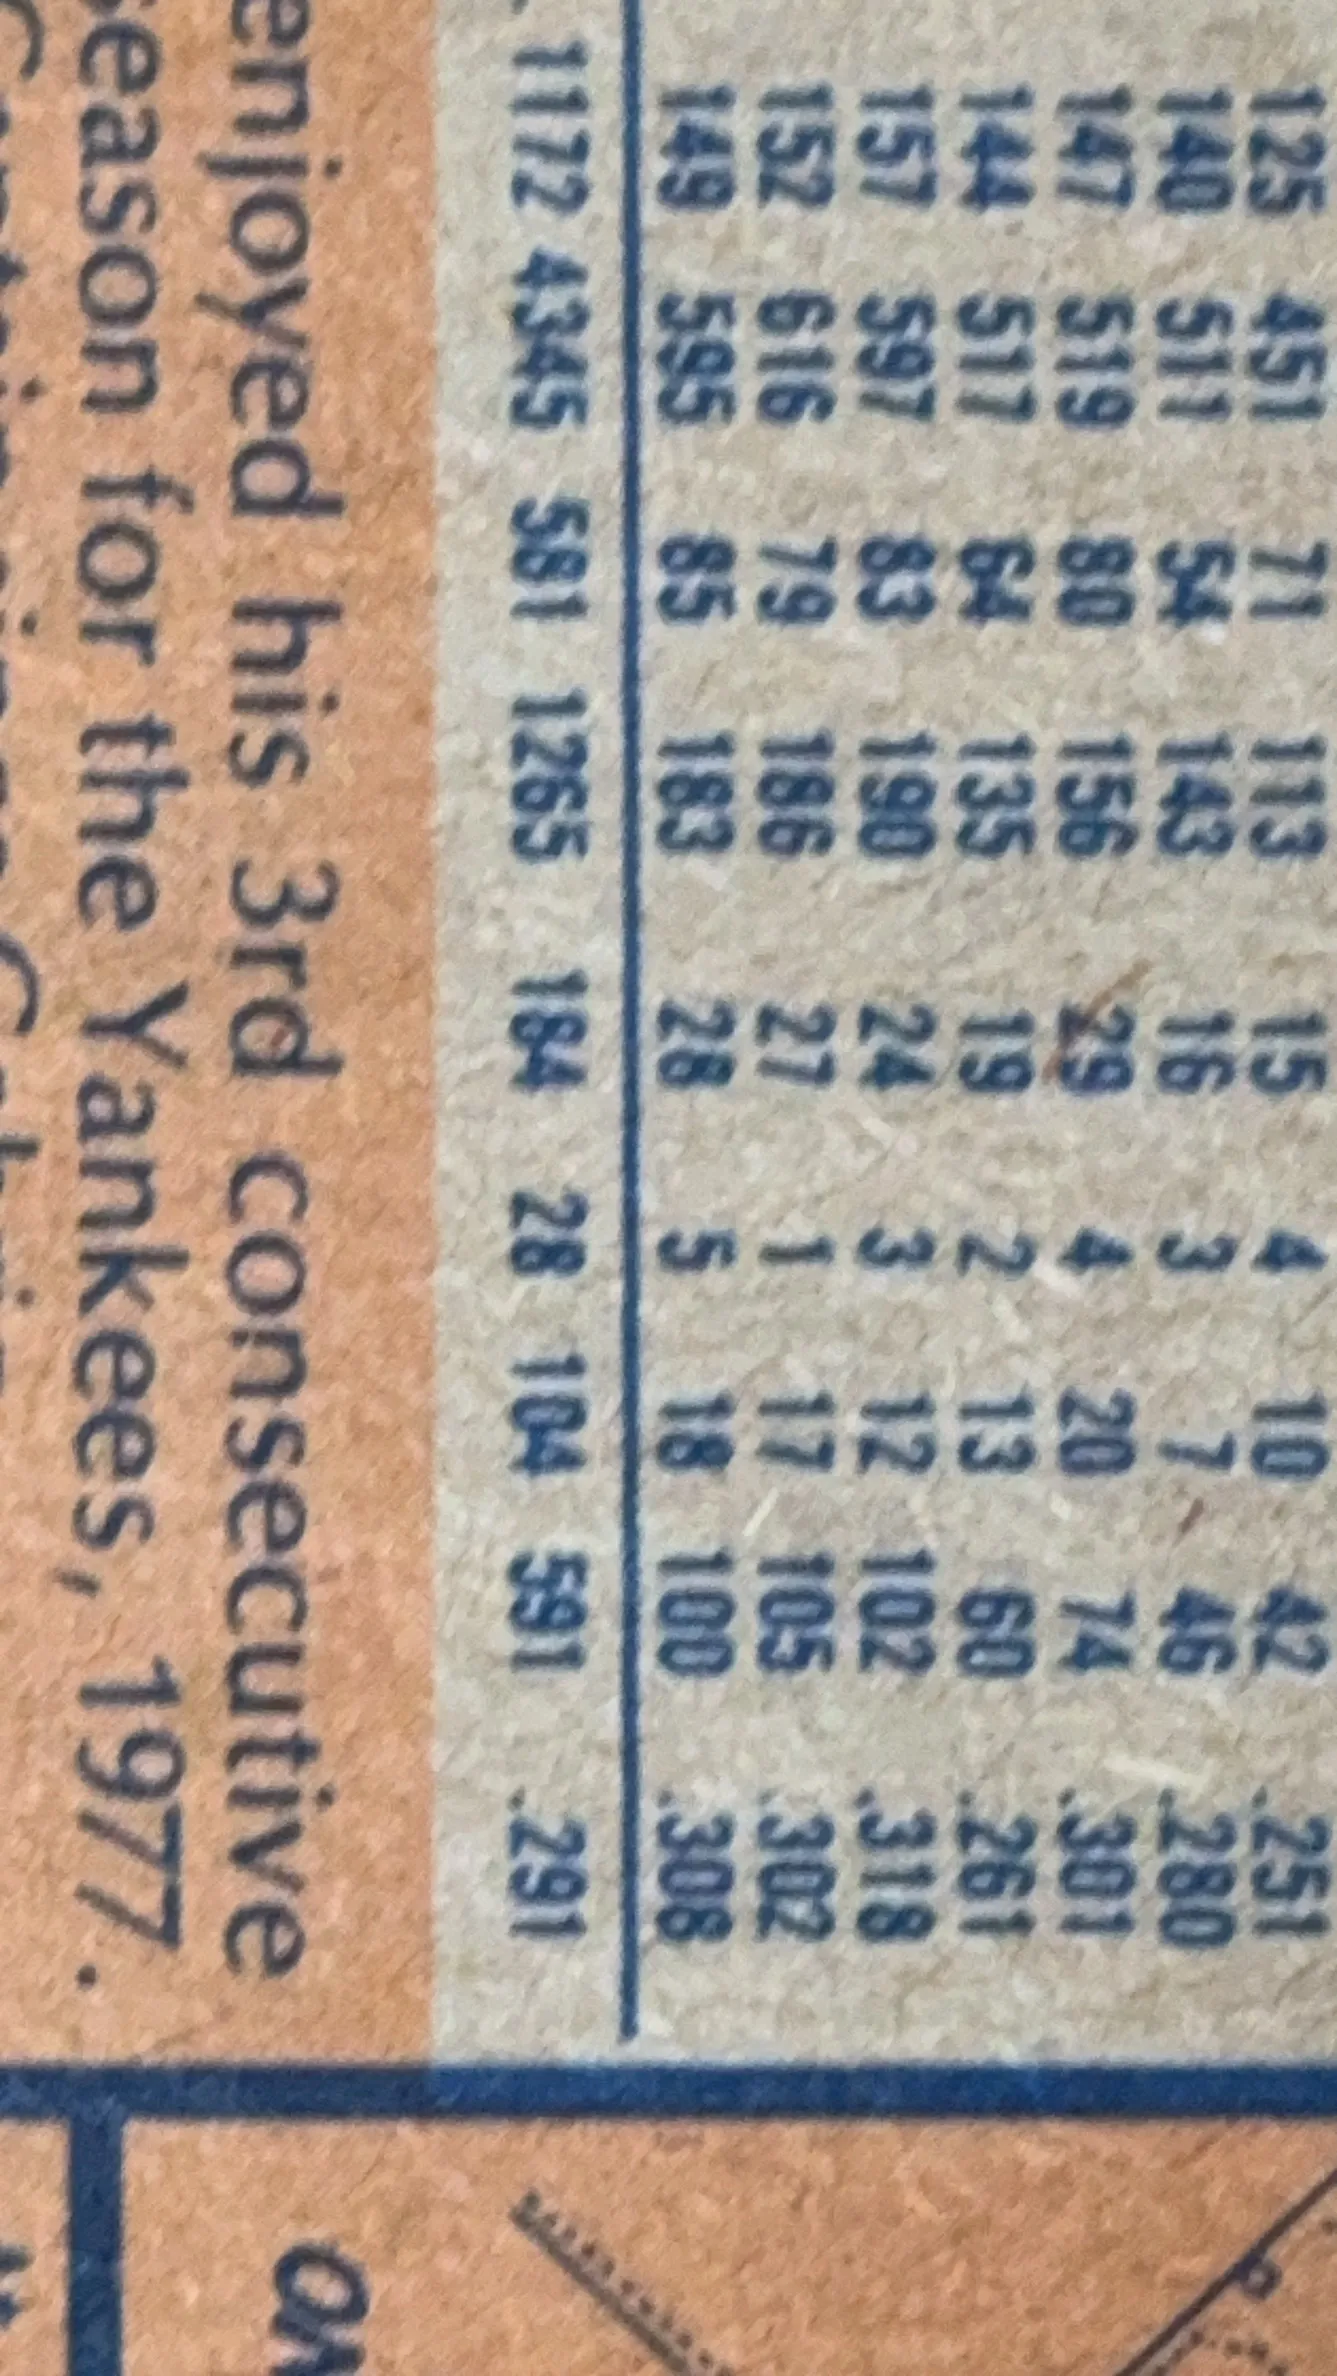 125 451 71 113 15 4 10 42 .251
140 511 54 143 16 3 7 46 .280
147 519 80 156 29 4 20 74 .301
144 517 64 135 19 2 13 60 .261
157 597 83 190 24 3 12 102 .318
152 616 79 186 27 1 17 105 .302
149 595 85 183 28 5 18 100 .308
1172 4345 581 1265 184 28 104 591 .291
enjoyed his 3rd consecutive
season for the Yankees, 1977.